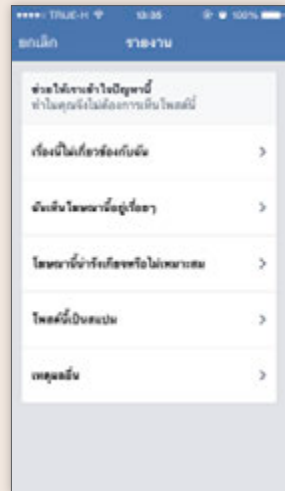 TRUE-H 13:35 100%
ยกเลิก รายงาน
ช่วยให้เราเข้าใจปัญหานี้
ทำไมคุณจึงไม่ต้องการเห็นโพสต์นี้
เรื่องนี้ไม่เกี่ยวข้องกับฉัน
ฉันเห็นโฆษณานี้อยู่เรื่อยๆ
โฆษณานี้น่ารังเกียจหรือไม่เหมาะสม
โพสต์นี้เป็นสแปม
เหตุผลอื่น